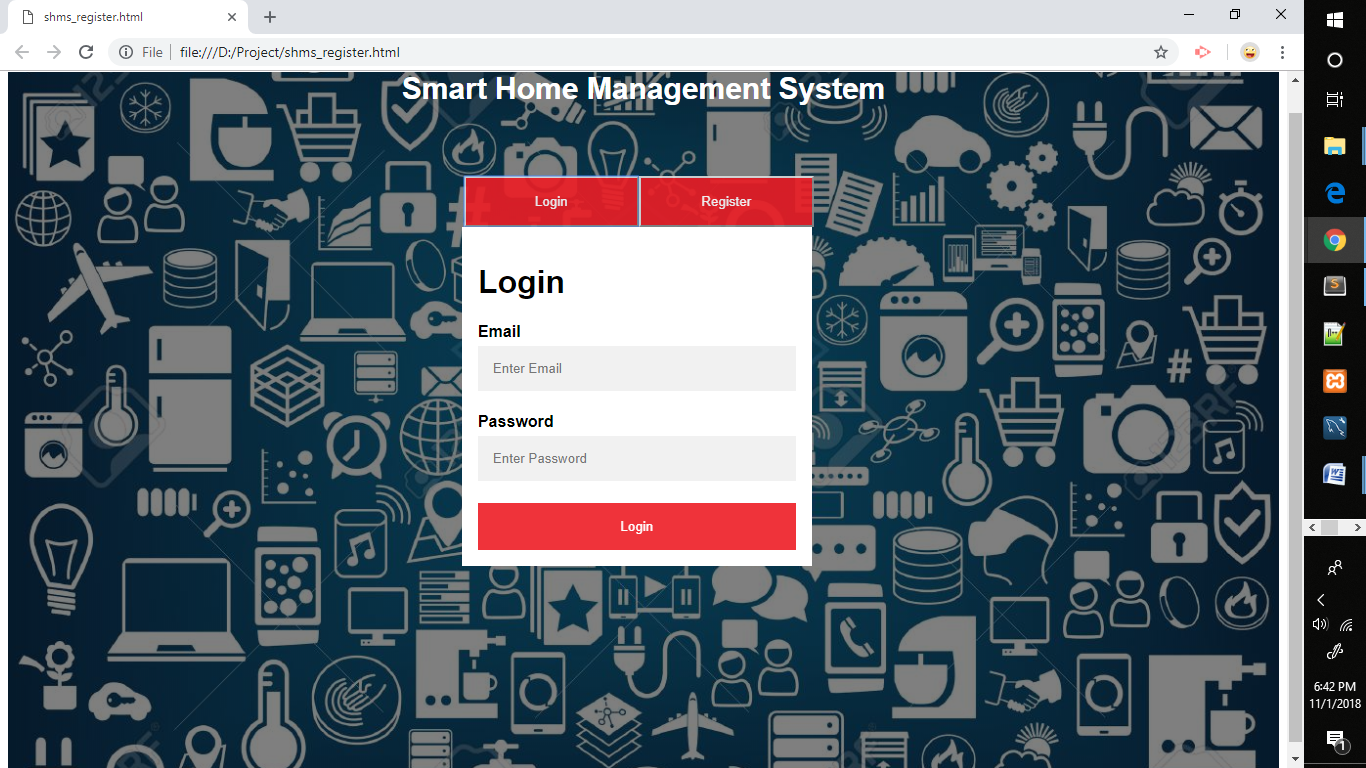 shms_register.html
File file:///D:/Project/shms_register.html
Smart Home Management System
Login Register
Login
Email
Enter Email
Password
Enter Password
Login
6:42 PM
11/1/2018
1